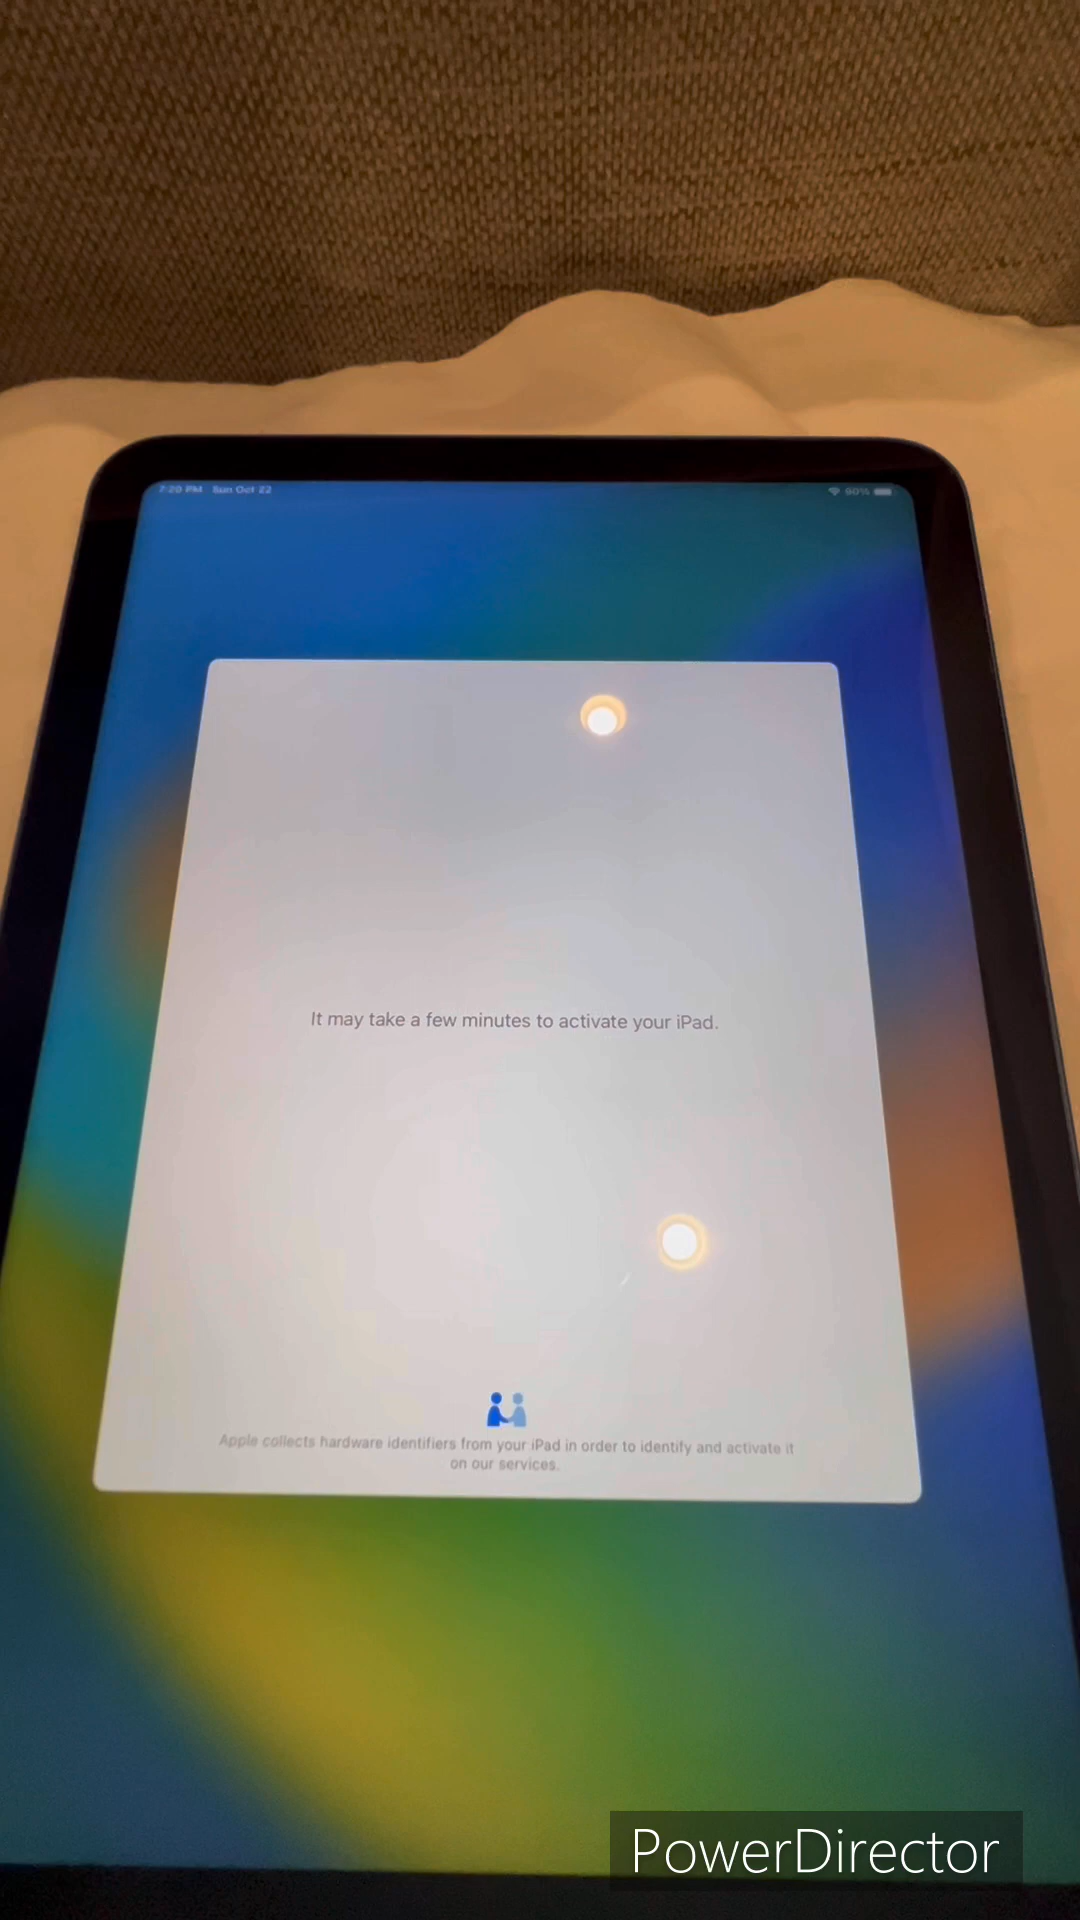 7:20 PM Sun Oct 22
90%
It may take a few minutes to activate your iPad.
Apple collects hardware identifiers from your iPad in order to identify and activate it
on our services.
PowerDirector